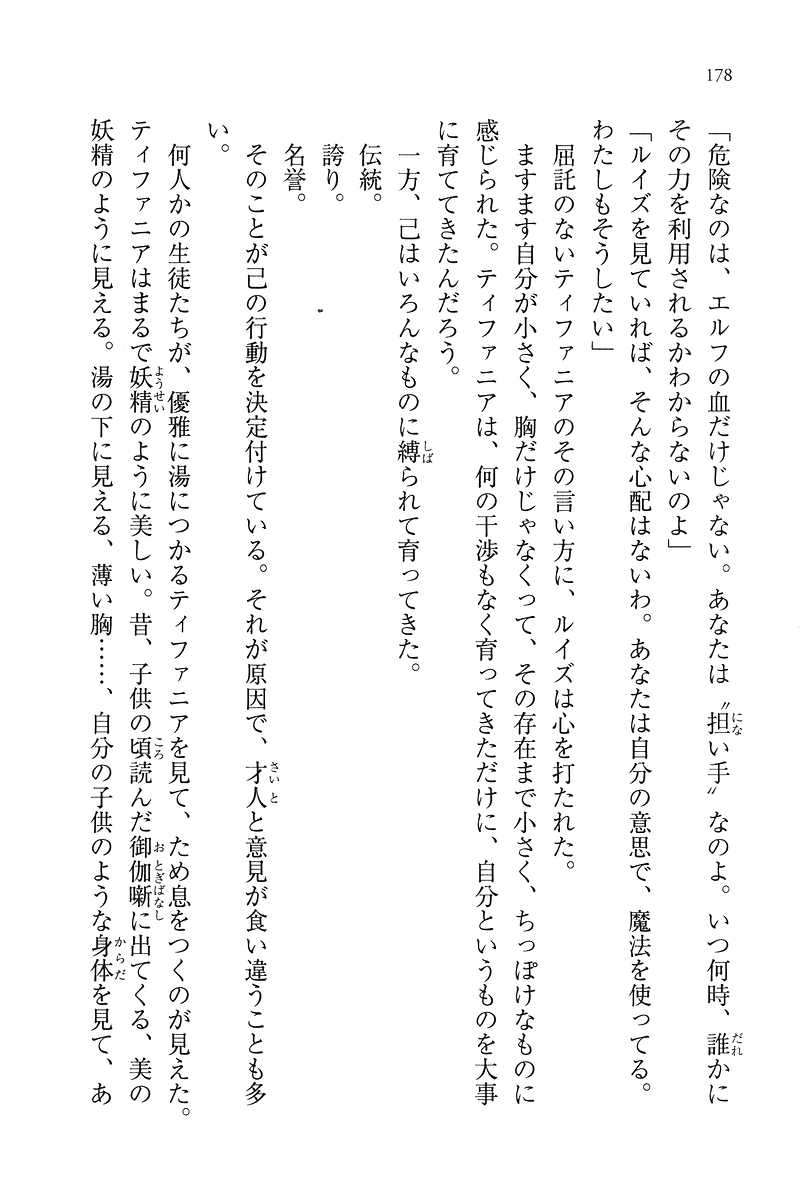 178
「危険なのは、エルフの血だけじゃない。あなたは〝担い手〟なのよ。いつ何時、誰かに
その力を利用されるかわからないのよ」
「ルイズを見ていれば、そんな心配はないわ。あなたは自分の意思で、魔法を使ってる。
わたしもそうしたい」
屈託のないティファニアのその言い方に、ルイズは心を打たれた。
ますます自分が小さく、胸だけじゃなくって、その存在まで小さく、ちっぽけなものに
感じられた。ティファニアは、何の干渉もなく育ってきただけに、自分というものを大事
に育ててきたんだろう。
一方、己はいろんなものに縛られて育ってきた。
伝統。
誇り。
名誉。
そのことが己の行動を決定付けている。それが原因で、才人と意見が食い違うことも多
い。
何人かの生徒たちが、優雅に湯につかるティファニアを見て、ため息をつくのが見えた。
ティファニアはまるで妖精のように美しい。昔、子供の頃読んだ御伽噺に出てくる、美の
妖精のように見える。湯の下に見える、薄い胸……、自分の子供のような身体を見て、あ